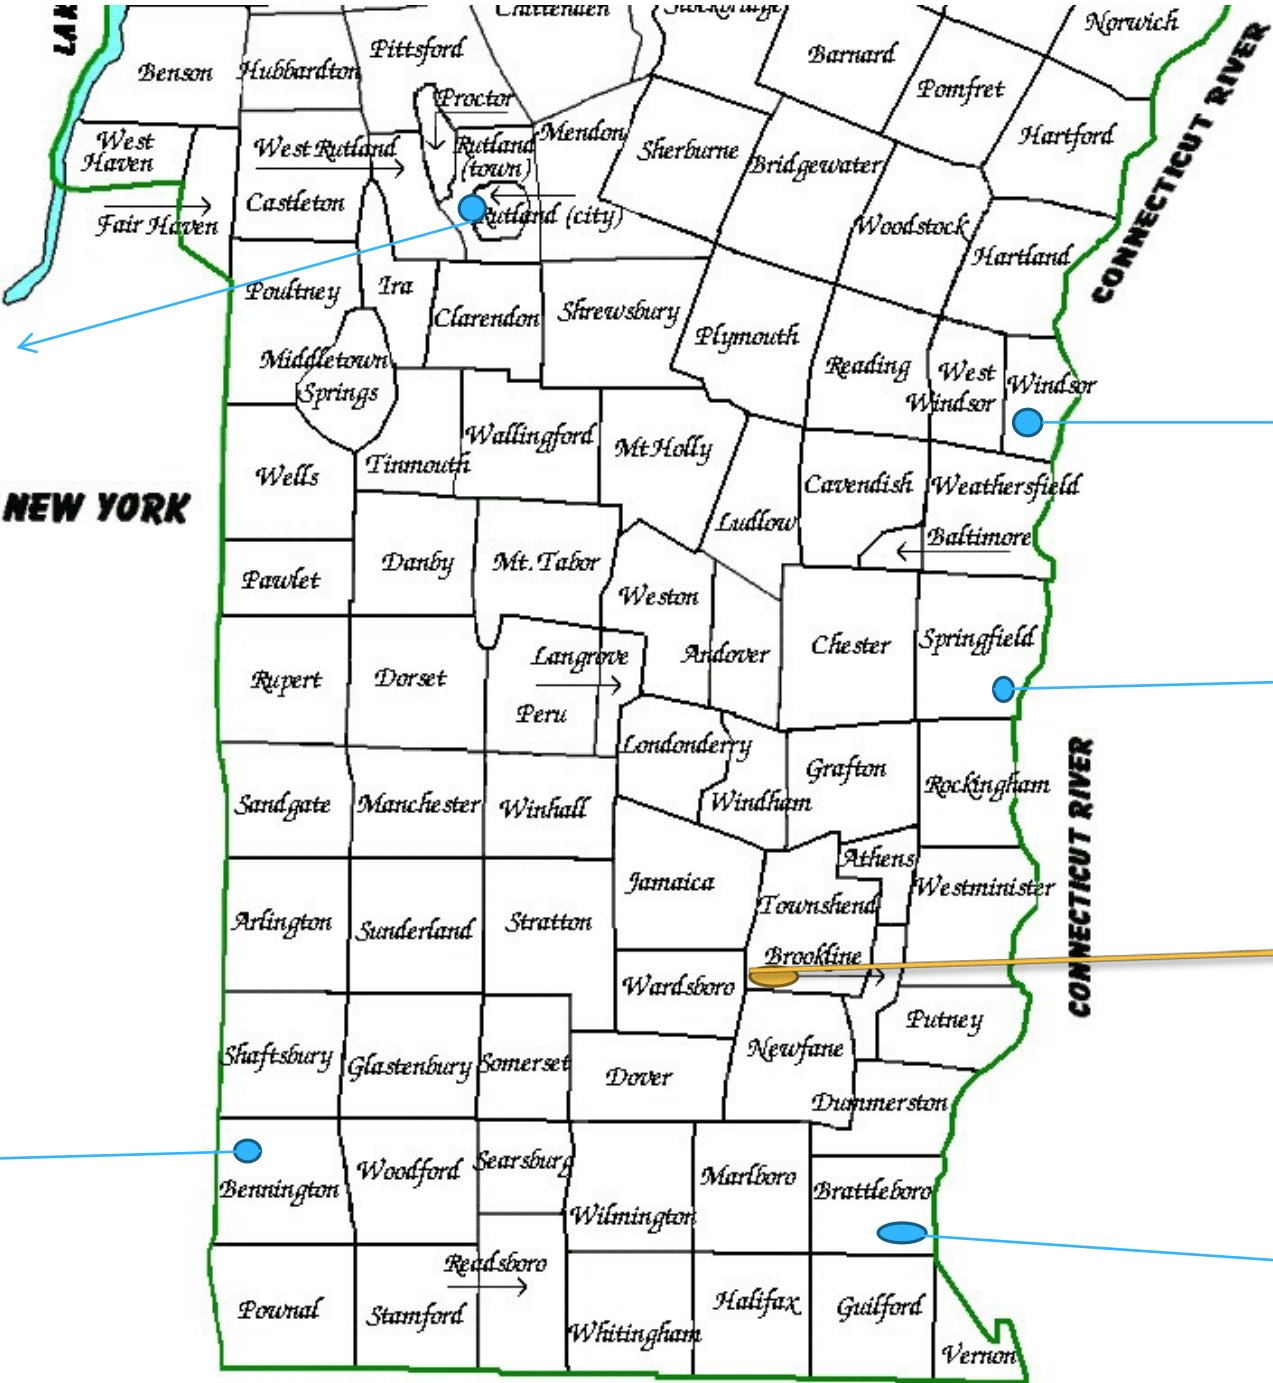 LAK
Chittenden
Stockbridge
Norwich
Pittsford
Barnard
Benson
Hubbardton
Pomfret
Proctor
Hartford
CONNECTICUT RIVER
West
Haven
West Rutland
Rutland
(town)
Mendon
Sherburne
Bridgewater
Castleton
Rutland (city)
Fair Haven
Woodstock
Hartland
Poultney
Ira
Clarendon
Shrewsbury
Plymouth
Middletown
Springs
Reading
West
Windsor
Windsor
Wallingford
Mt Holly
Wells
Tinmouth
Cavendish
Weathersfield
NEW YORK
Ludlow
Baltimore
Pawlet
Danby
Mt. Tabor
Weston
Rupert
Dorset
Langrove
Andover
Chester
Springfield
Peru
Londonderry
Grafton
Rockingham
Sandgate
Manchester
Winhall
Windham
CONNECTICUT RIVER
Athens
Jamaica
Westminister
Arlington
Sunderland
Stratton
Townshend
Brookline
Wardsboro
Putney
Shaftsbury
Glastenbury
Somerset
Dover
Newfane
Dummerston
Bennington
Woodford
Searsburg
Marlboro
Brattleboro
Wilmington
Readsboro
Pownal
Stamford
Whitingham
Halifax
Guilford
Vernon